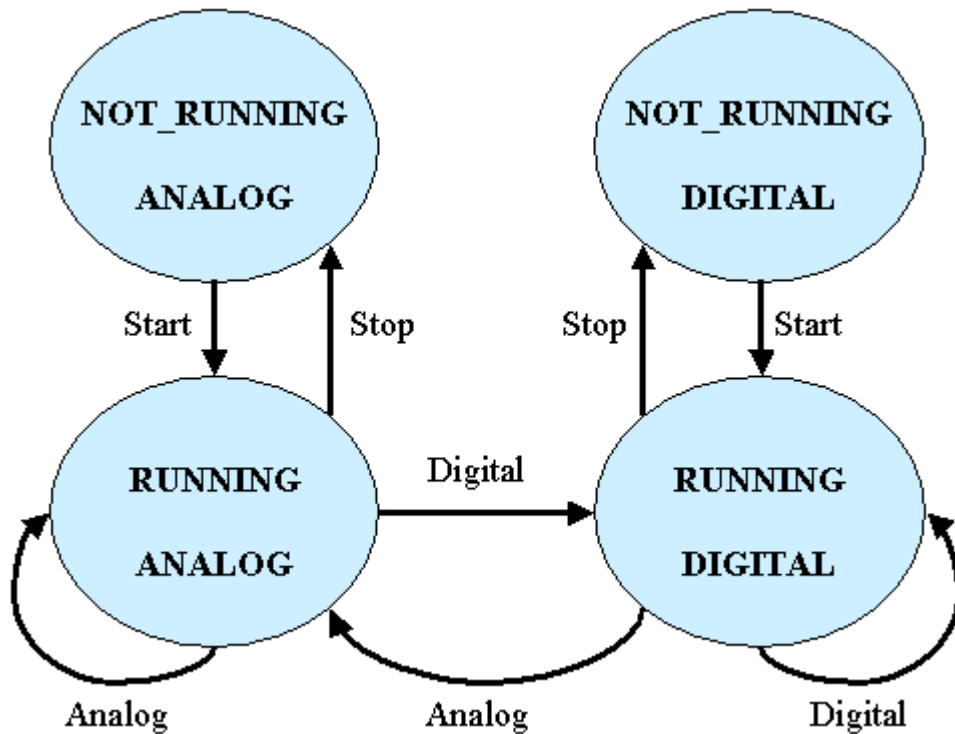 NOT_RUNNING
ANALOG
NOT_RUNNING
DIGITAL
Start
Stop
Stop
Start
RUNNING
ANALOG
Digital
RUNNING
DIGITAL
Analog
Analog
Digital